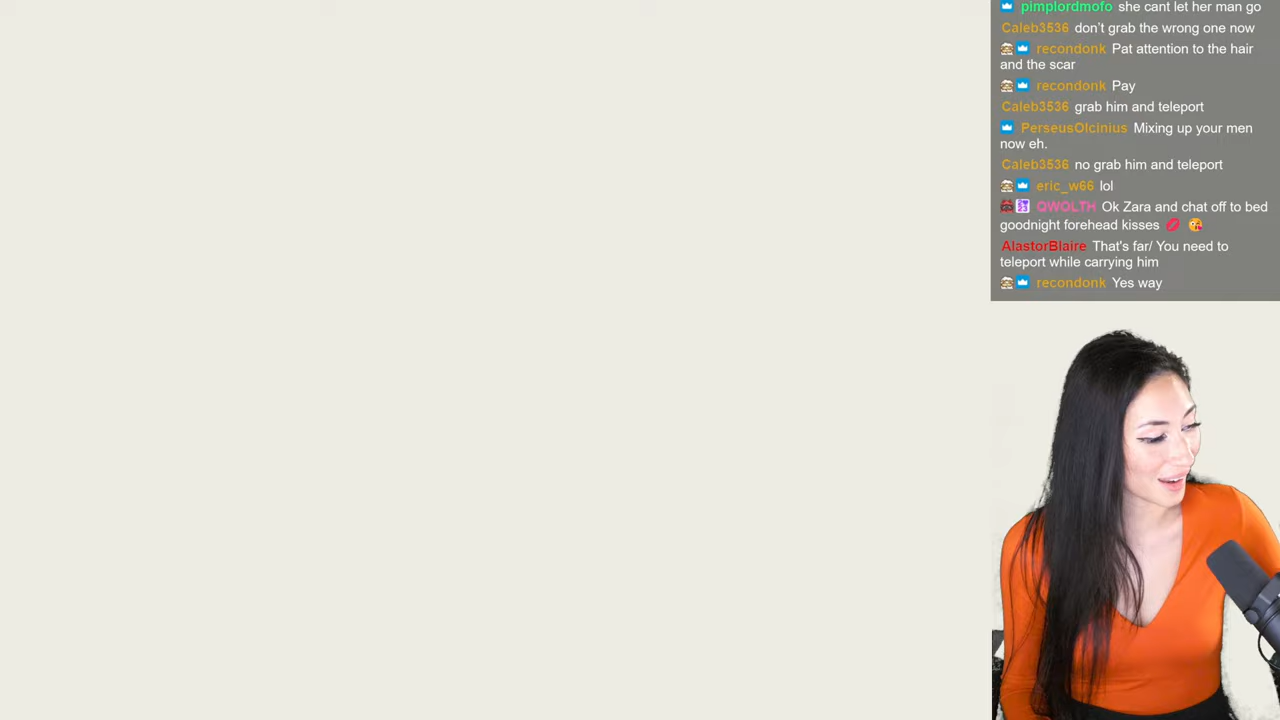 pimplordmofo she cant let her man go
Caleb3536 don't grab the wrong one now
recondonk Pat attention to the hair
and the scar
recondonk Pay
Caleb3536 grab him and teleport
PerseusOlcinius Mixing up your men
now eh.
Caleb3536 no grab him and teleport
eric_w66 lol
QWOLTH Ok Zara and chat off to bed
goodnight forehead kisses 💋 😘
AlastorBlaire That's far/ You need to
teleport while carrying him
recondonk Yes way